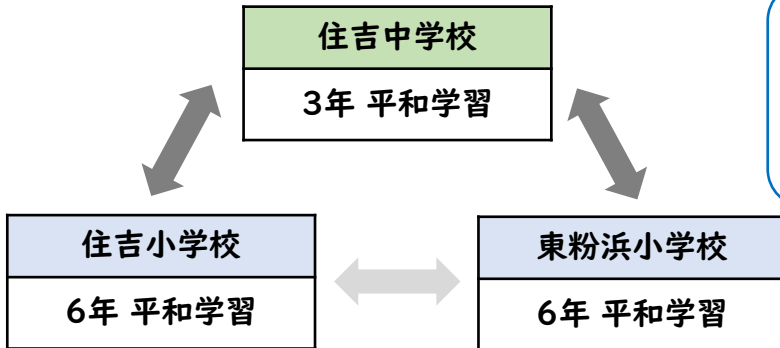 住吉中学校
3年 平和学習
住吉小学校
6年 平和学習
東粉浜小学校
6年 平和学習